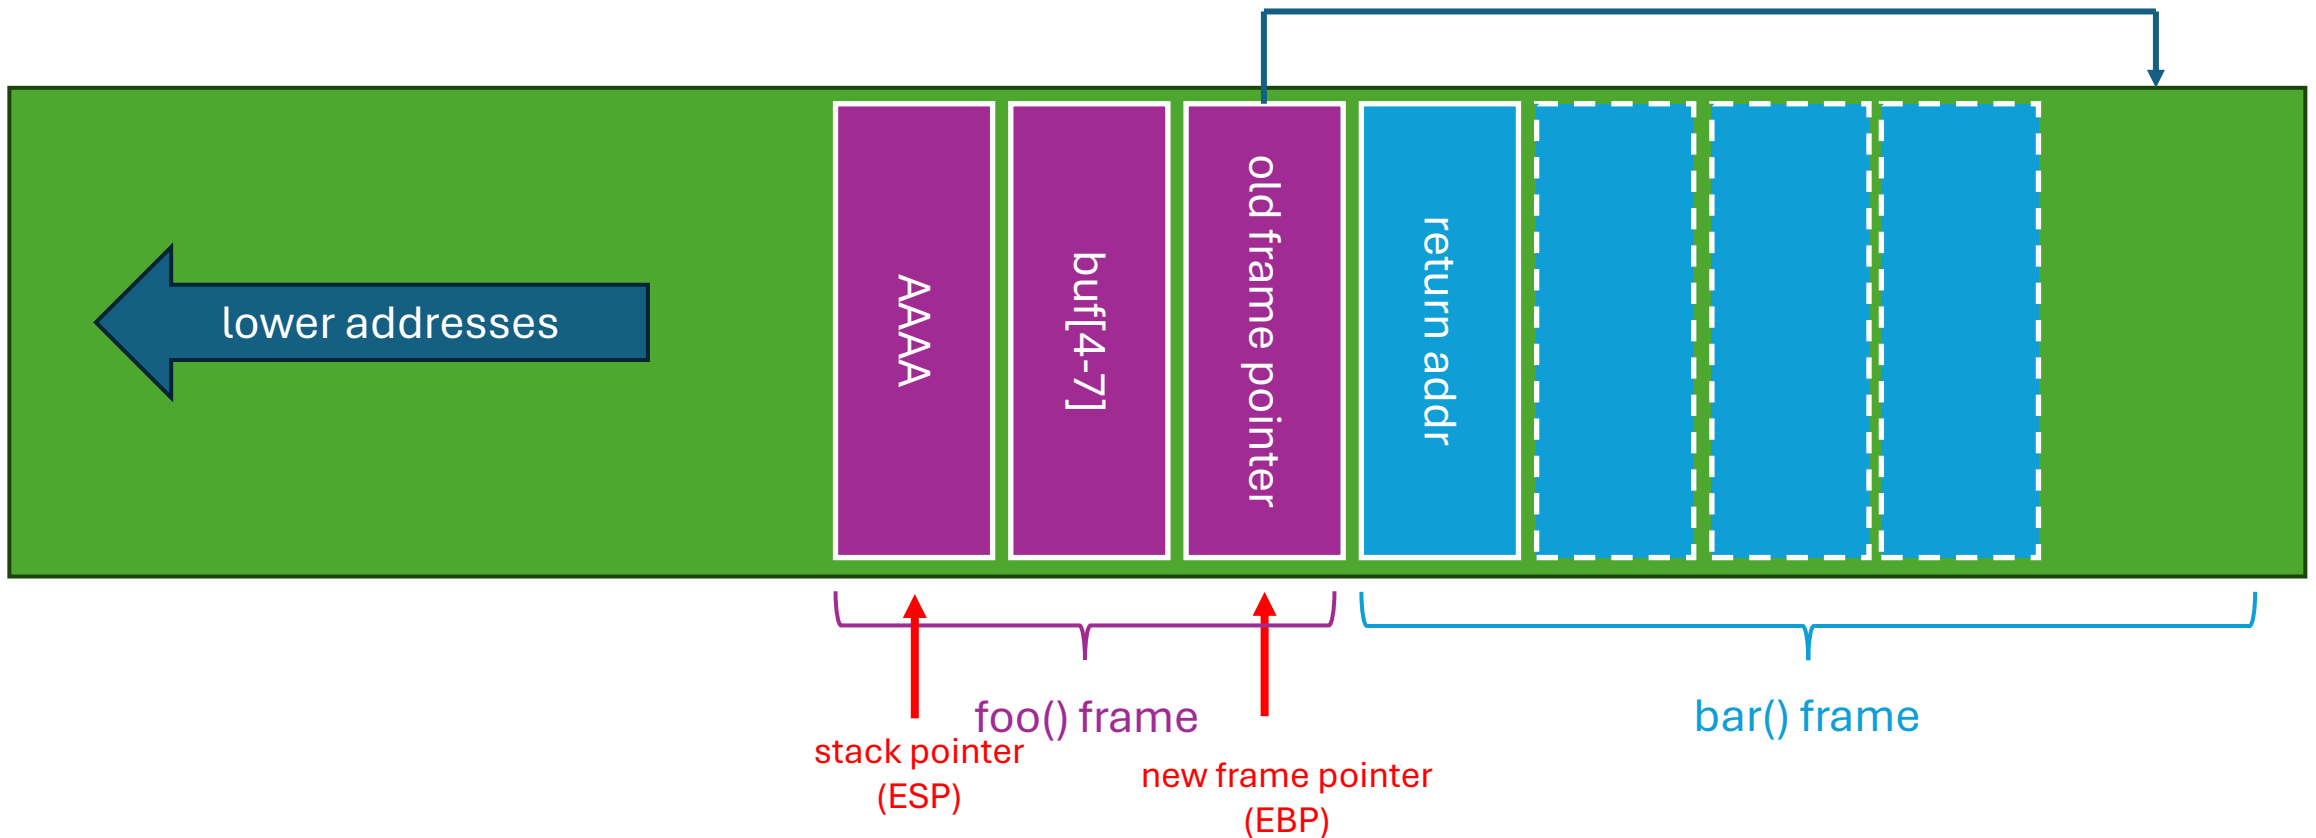 lower addresses
AAAA
buf[4-7]
old frame pointer
return addr
foo() frame
bar() frame
stack pointer
(ESP)
new frame pointer
(EBP)